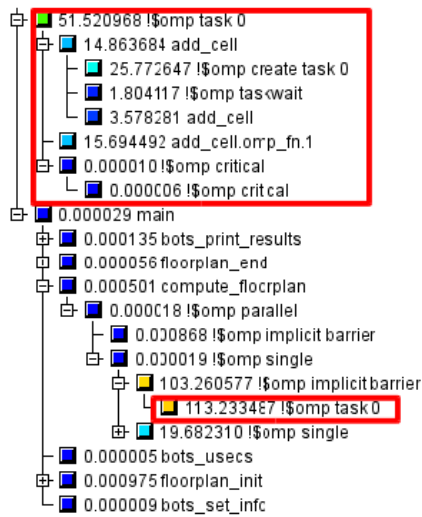 51.520968 !$omp task 0
14.863684 add_cell
25.772647 !$omp create task 0
1.804117 !$omp taskwait
3.578281 add_cell
15.694492 add_cell.omp_fn.1
0.000010 !$omp critical
0.000006 !$omp critical
0.000029 main
0.000135 bots_print_results
0.000056 floorplan_end
0.000501 compute_floorplan
0.000018 !$omp parallel
0.000868 !$omp implicit barrier
0.000019 !$omp single
103.260577 !$omp implicit barrier
113.233487 !$omp task 0
19.682310 !$omp single
0.000005 bots_usecs
0.000975 floorplan_init
0.000009 bots_set_info